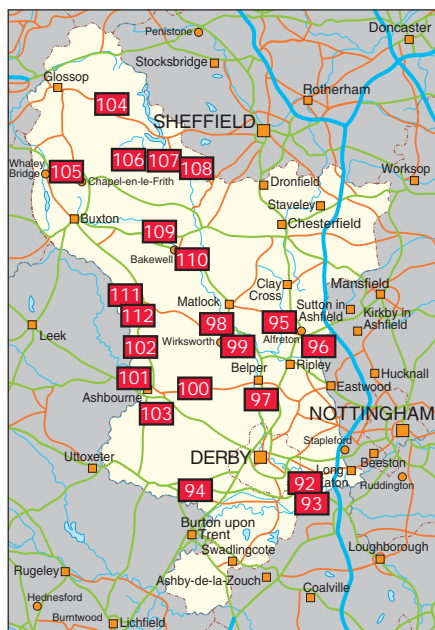 Penistone
Doncaster
Stocksbridge
Glossop
Rotherham
104
SHEFFIELD
106
107
108
Whaley
Bridge
105
Chapel-en-le-Frith
Dronfield
Worksop
Staveley
Buxton
Chesterfield
109
Bakewell
110
Clay
Cross
Mansfield
111
Matlock
Sutton in
Ashfield
112
98
95
Kirkby in
Ashfield
Leek
Wirksworth
Alfreton
102
99
96
Ripley
Hucknall
101
Belper
100
Eastwood
Ashbourne
97
103
NOTTINGHAM
Stapleford
Uttoxeter
DERBY
Beeston
Long
Eaton
92
Ruddington
94
93
Burton upon
Trent
Swadlincote
Loughborough
Rugeley
Ashby-de-la-Zouch
Hednesford
Coalville
Burntwood
Lichfield